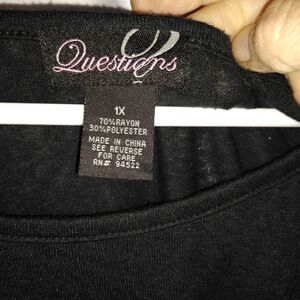 Questions
1X
70%RAYON
30%POLYESTER
MADE IN CHINA
SEE REVERSE
FOR CARE
RN# 94522